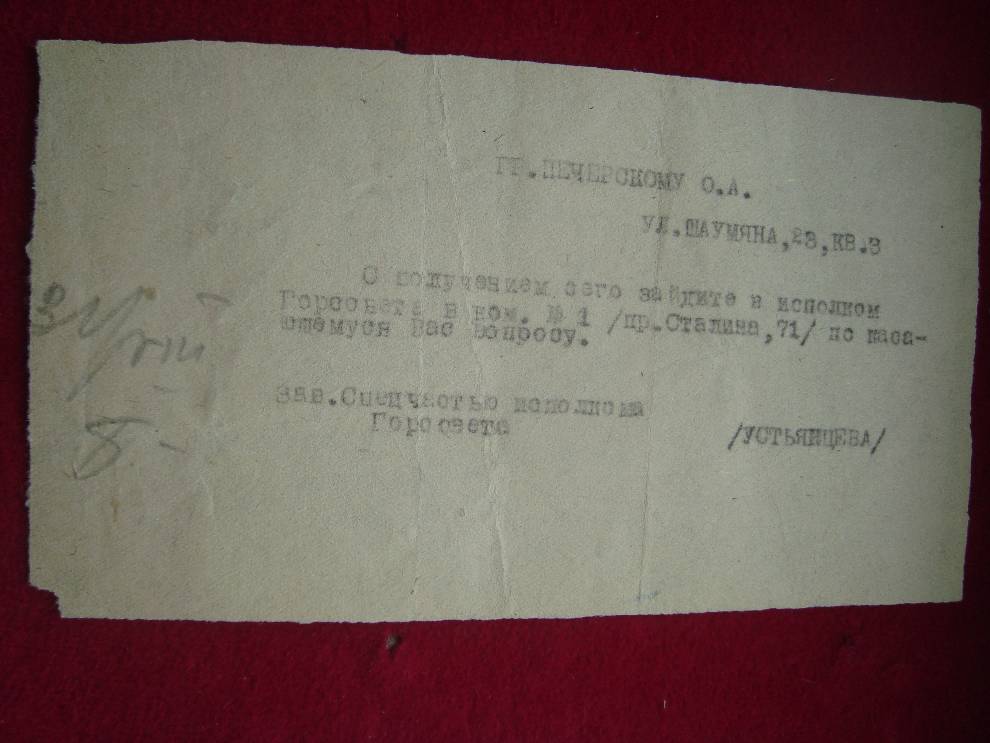 ГР.ПЕЧЕРСКОМУ О.А.
УЛ.ШАУМЯНА,23,КВ.3
С получением сего зайдите в исполком
Горсовета в ком. № 1 /пр.Сталина,71/ по каса-
ющемуся Вас вопросу.
Зав.Спецчастью исполкома
Горсовета
/УСТЬЯНЦЕВА/